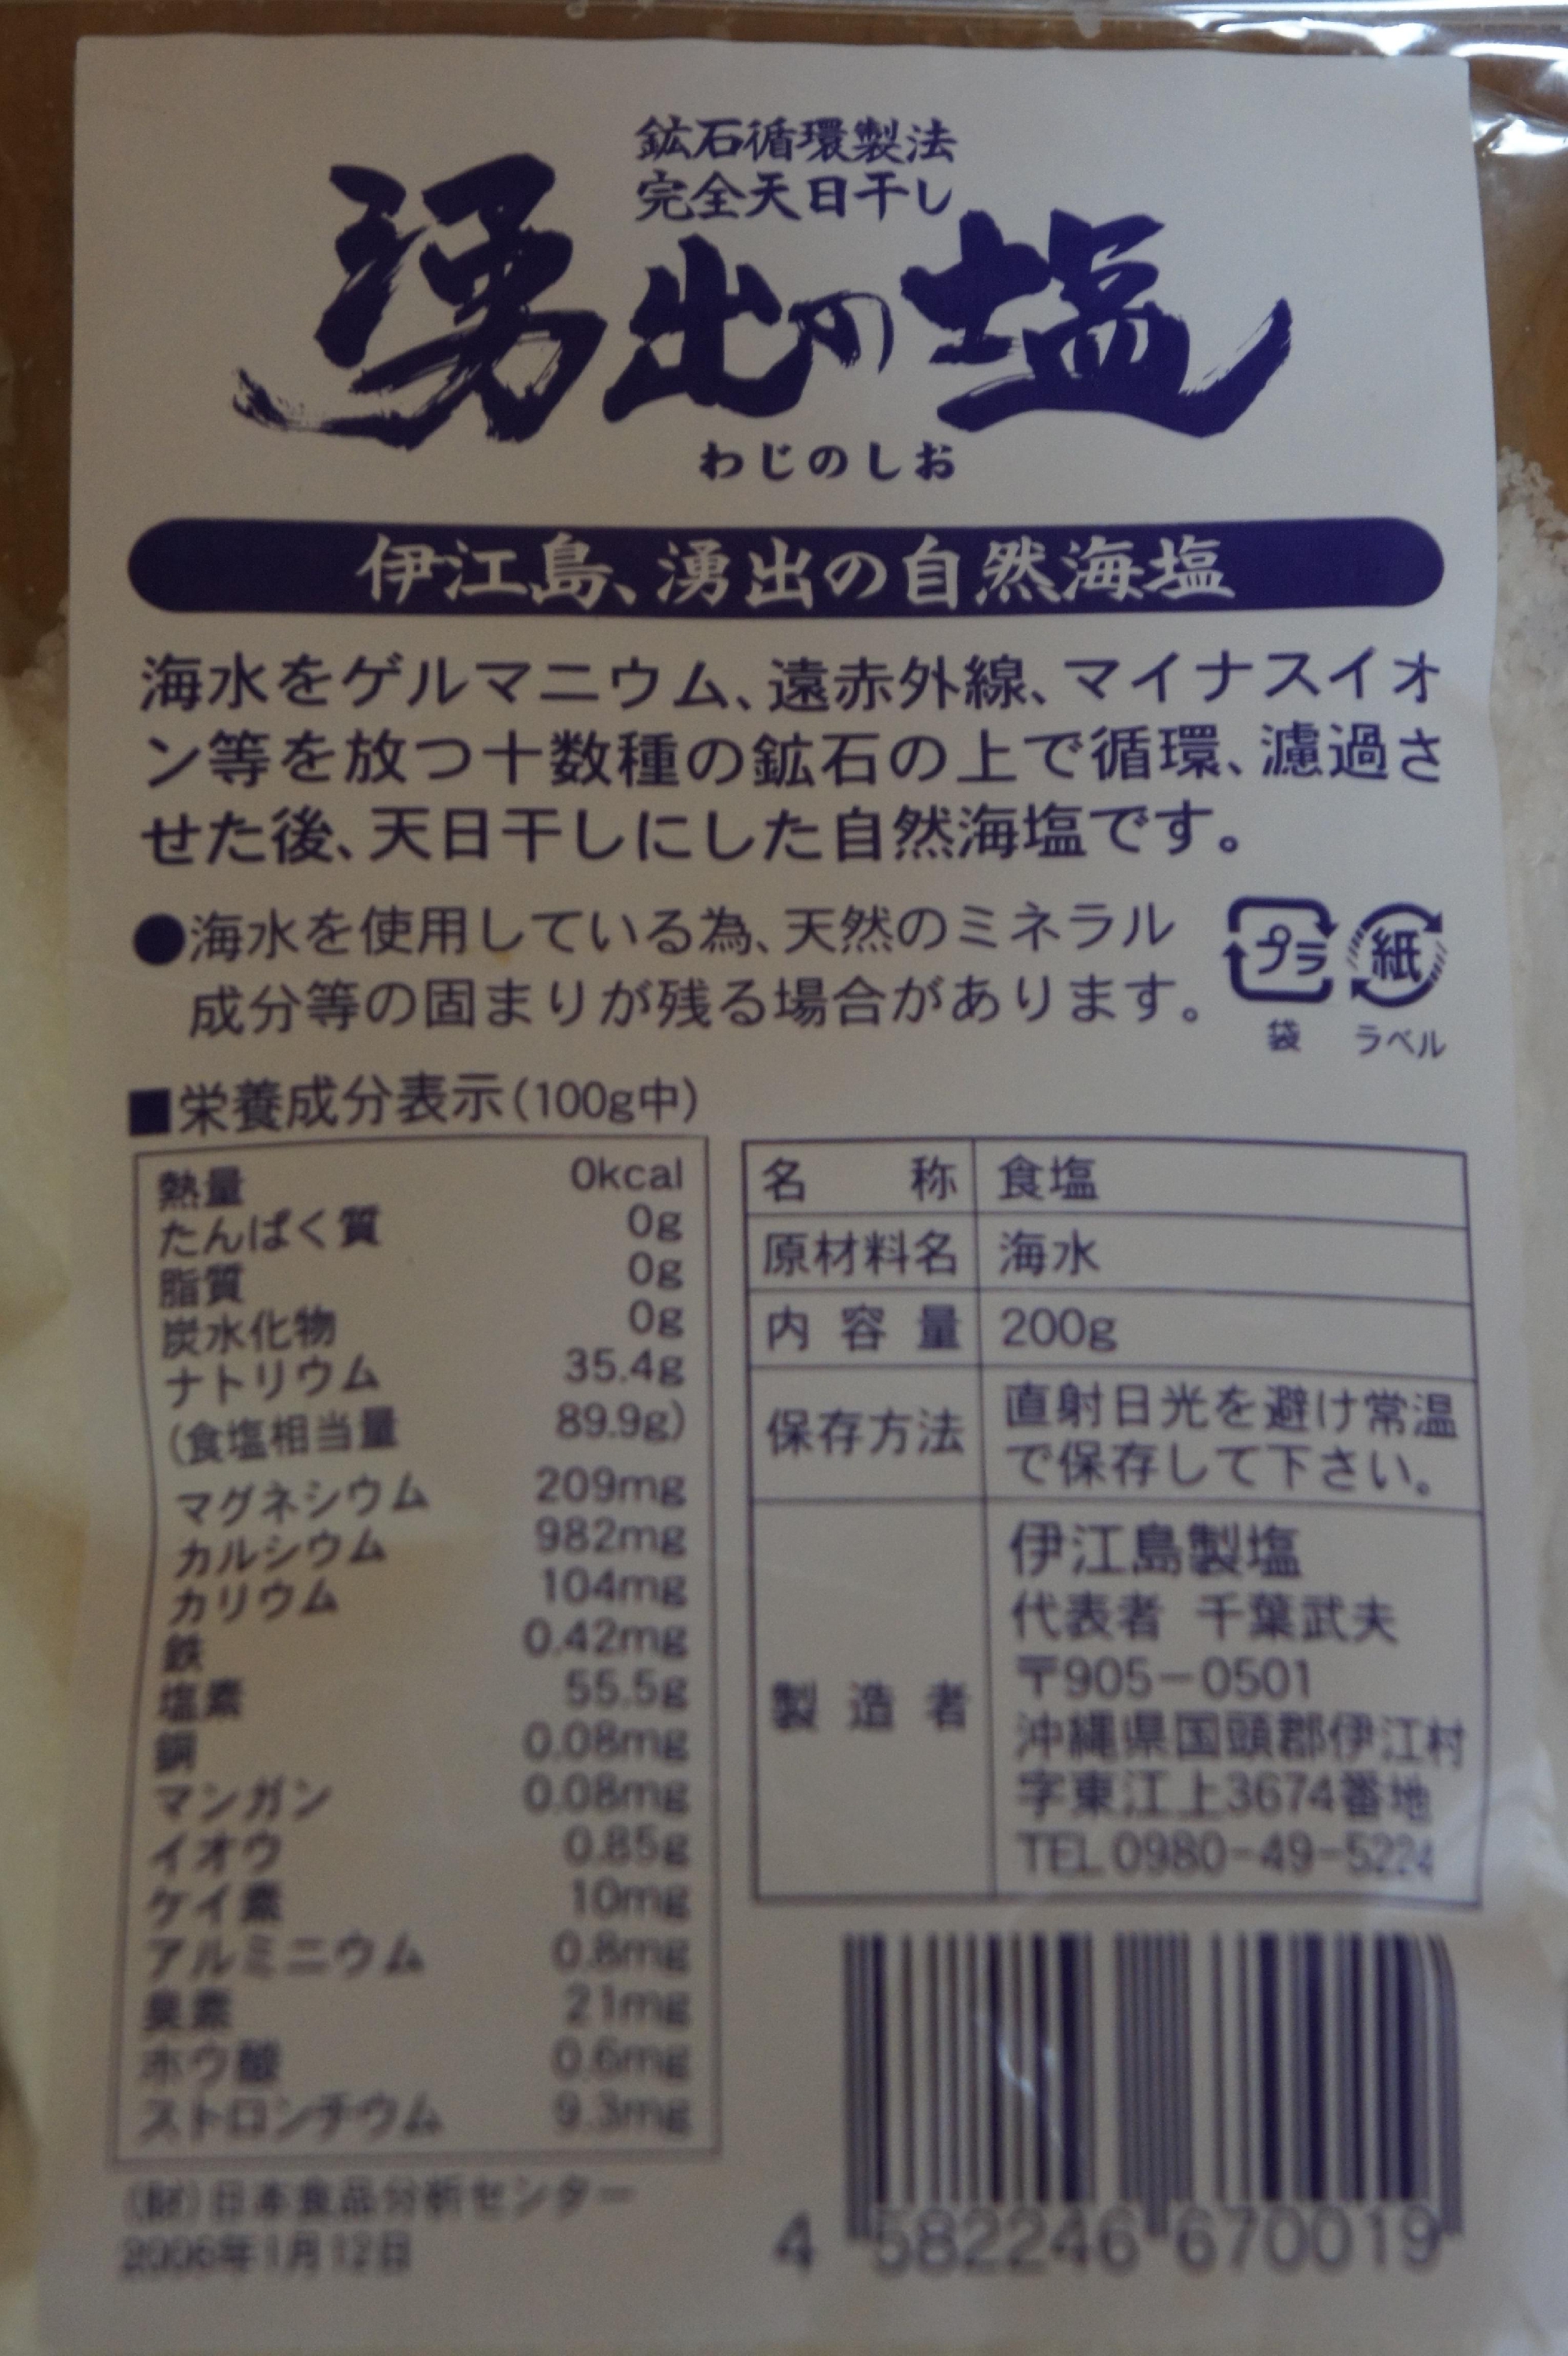 鉱石循環製法
完全天日干し
湧出の塩
わじのしお
伊江島、湧出の自然海塩
海水をゲルマニウム、遠赤外線、マイナスイオ
ン等を放つ十数種の鉱石の上で循環、濾過さ
せた後、天日干しにした自然海塩です。
●海水を使用している為、天然のミネラル
成分等の固まりが残る場合があります。
プラ 紙
袋 ラベル
■栄養成分表示(100g中)
熱量 0kcal
たんぱく質 0g
脂質 0g
炭水化物 0g
ナトリウム 35.4g
(食塩相当量 89.9g)
マグネシウム 209mg
カルシウム 982mg
カリウム 104mg
鉄 0.42mg
塩素 55.5g
銅 0.08mg
マンガン 0.08mg
イオウ 0.85g
ケイ素 10mg
アルミニウム 0.8mg
臭素 21mg
ホウ酸 0.6mg
ストロンチウム 9.3mg
(財)日本食品分析センター
2006年1月12日
名称 食塩
原材料名 海水
内容量 200g
保存方法 直射日光を避け常温
で保存して下さい。
製造者 伊江島製塩
代表者 千葉武夫
〒905-0501
沖縄県国頭郡伊江村
字東江上3674番地
TEL 0980-49-5224
4 582246 670019